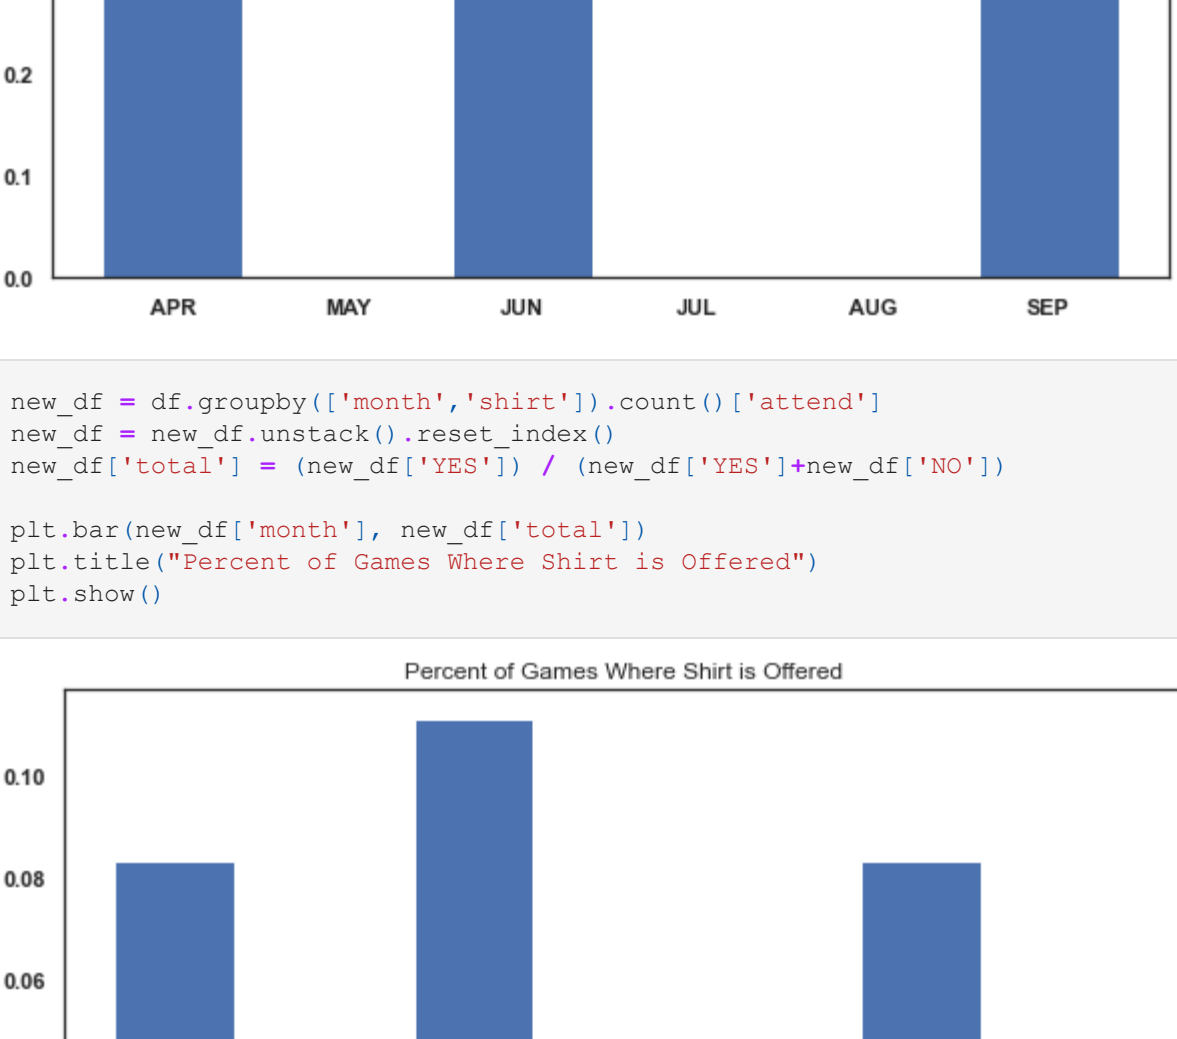 0.2
0.1
0.0
APR MAY JUN JUL AUG SEP
new_df = df.groupby(['month','shirt']).count()['attend']
new_df = new_df.unstack().reset_index()
new_df['total'] = (new_df['YES']) / (new_df['YES']+new_df['NO'])
plt.bar(new_df['month'], new_df['total'])
plt.title("Percent of Games Where Shirt is Offered")
plt.show()
Percent of Games Where Shirt is Offered
0.10
0.08
0.06